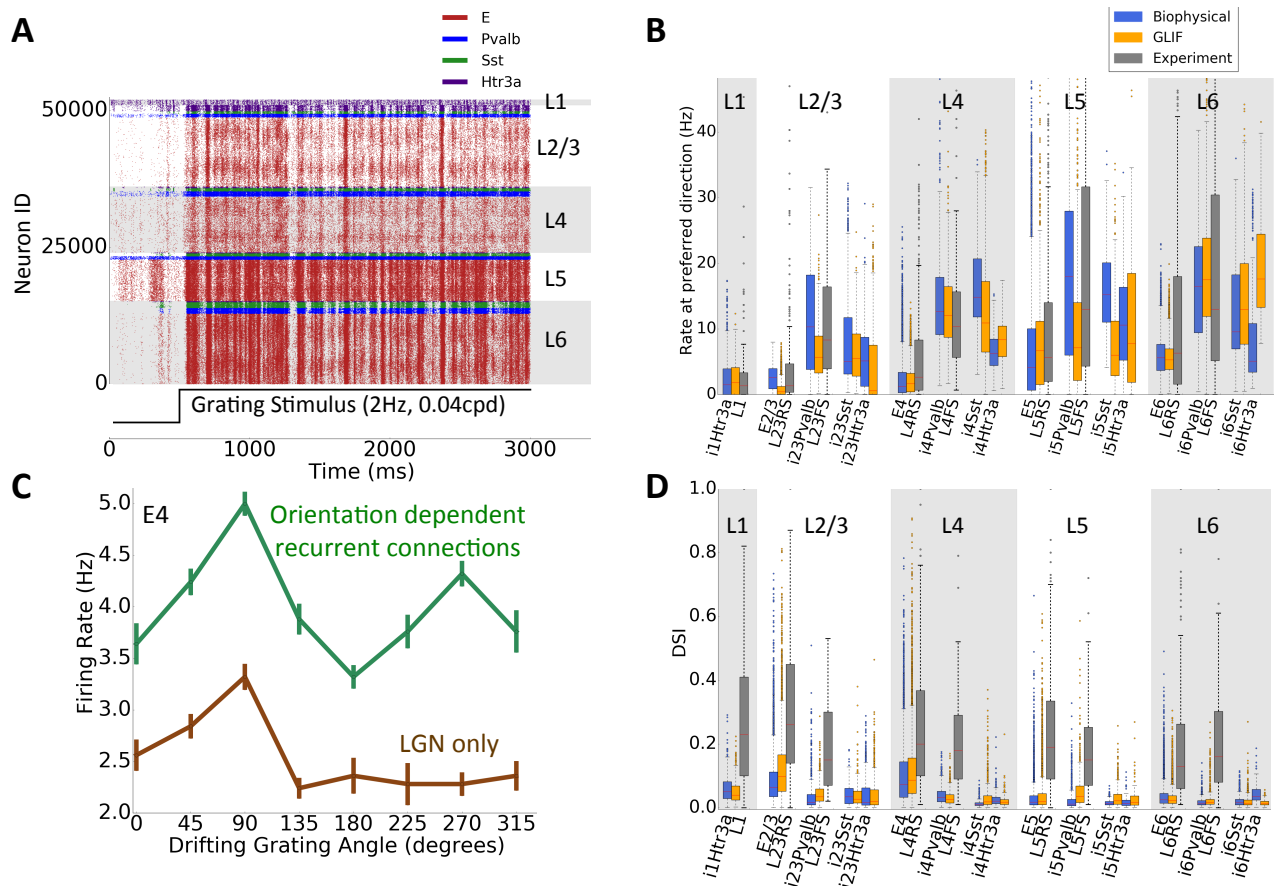 A
E
Pvalb
Sst
Htr3a
50000
25000
0
Neuron ID
L1
L2/3
L4
L5
L6
Grating Stimulus (2Hz, 0.04cpd)
0
1000
2000
3000
Time (ms)
B
Biophysical
GLIF
Experiment
L1
L2/3
L4
L5
L6
Rate at preferred direction (Hz)
40
30
20
10
0
i1Htr3a
L1
E2/3
L23RS
i23Pvalb
L23FS
i23Sst
i23Htr3a
E4
L4RS
i4Pvalb
L4FS
i4Sst
i4Htr3a
E5
L5RS
i5Pvalb
L5FS
i5Sst
i5Htr3a
E6
L6RS
i6Pvalb
L6FS
i6Sst
i6Htr3a
C
E4
Orientation dependent
recurrent connections
LGN only
Firing Rate (Hz)
5.0
4.5
4.0
3.5
3.0
2.5
2.0
0
45
90
135
180
225
270
315
Drifting Grating Angle (degrees)
D
L1
L2/3
L4
L5
L6
DSI
1.0
0.8
0.6
0.4
0.2
0.0
i1Htr3a
L1
E2/3
L23RS
i23Pvalb
L23FS
i23Sst
i23Htr3a
E4
L4RS
i4Pvalb
L4FS
i4Sst
i4Htr3a
E5
L5RS
i5Pvalb
L5FS
i5Sst
i5Htr3a
E6
L6RS
i6Pvalb
L6FS
i6Sst
i6Htr3a